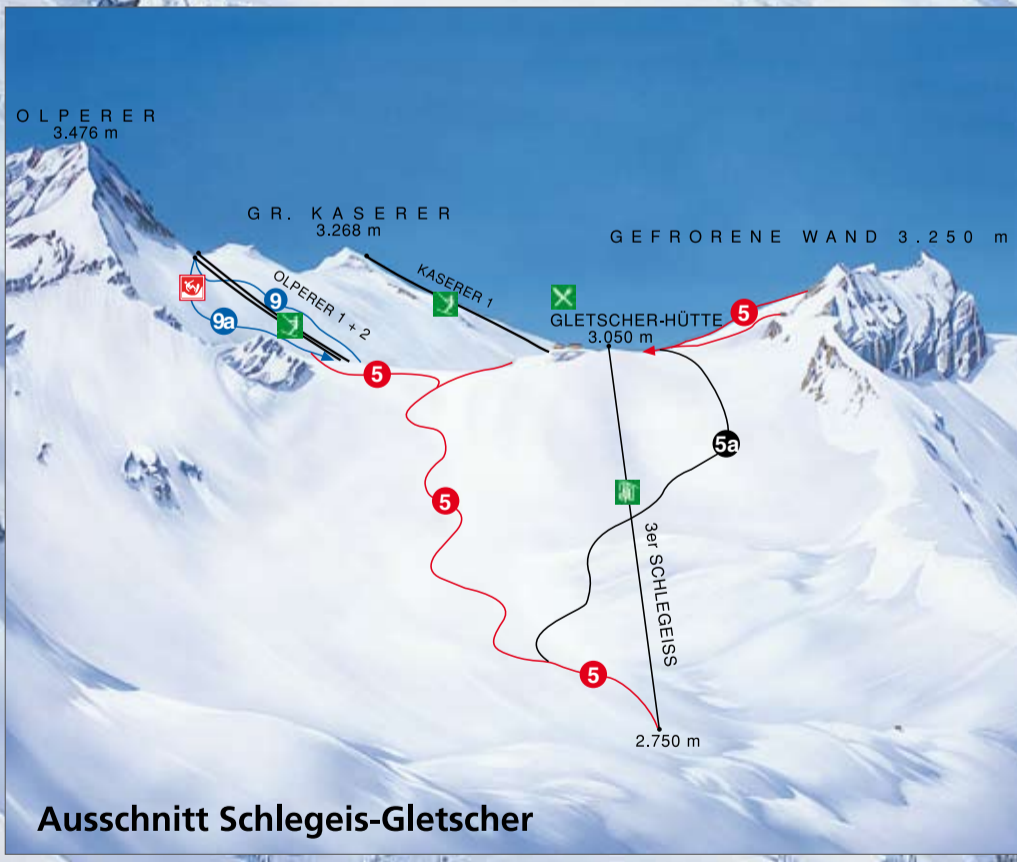 OLPERER
3.476 m
GR. KASERER
3.268 m
GEFRORENE WAND 3.250 m
KASERER 1
OLPERER 1 + 2
9
9a
GLETSCHER-HÜTTE
3.050 m
5
5
5a
5
3er SCHLEGEISS
5
2.750 m
Ausschnitt Schlegeis-Gletscher